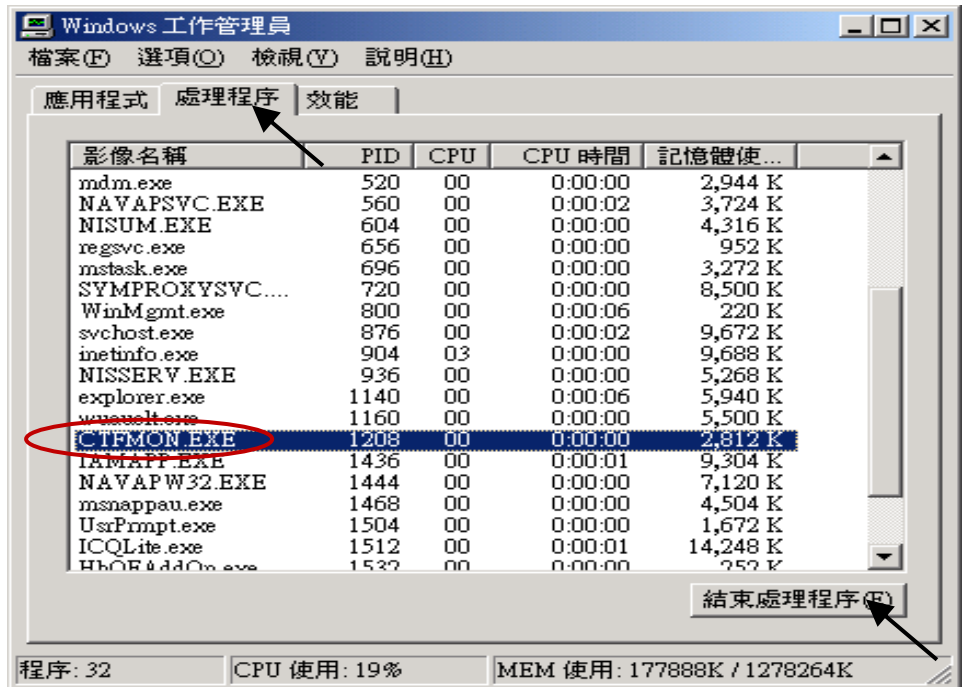 Windows 工作管理員
檔案(F) 選項(O) 檢視(V) 說明(H)
應用程式 處理程序 效能
影像名稱 PID CPU CPU 時間 記憶體使...
mdm.exe 520 00 0:00:00 2,944 K
NAVAPSVC.EXE 560 00 0:00:02 3,724 K
NISUM.EXE 604 00 0:00:00 4,316 K
regsvc.exe 656 00 0:00:00 952 K
mstask.exe 696 00 0:00:00 3,272 K
SYMPROXYSVC.... 720 00 0:00:00 8,500 K
WinMgmt.exe 800 00 0:00:06 220 K
svchost.exe 876 00 0:00:02 9,672 K
inetinfo.exe 904 03 0:00:00 9,688 K
NISSERV.EXE 936 00 0:00:00 5,268 K
explorer.exe 1140 00 0:00:06 5,940 K
wuauclt.exe 1160 00 0:00:00 5,500 K
CTFMON.EXE 1208 00 0:00:00 2,812 K
IAMAPP.EXE 1436 00 0:00:01 9,304 K
NAVAPW32.EXE 1444 00 0:00:00 7,120 K
msnappau.exe 1468 00 0:00:00 4,504 K
UsrPrmpt.exe 1504 00 0:00:00 1,672 K
ICQLite.exe 1512 00 0:00:01 14,248 K
HbOEAddOn.exe 1532 00 0:00:00 252 K
結束處理程序(E)
程序: 32 CPU 使用: 19% MEM 使用: 177888K / 1278264K